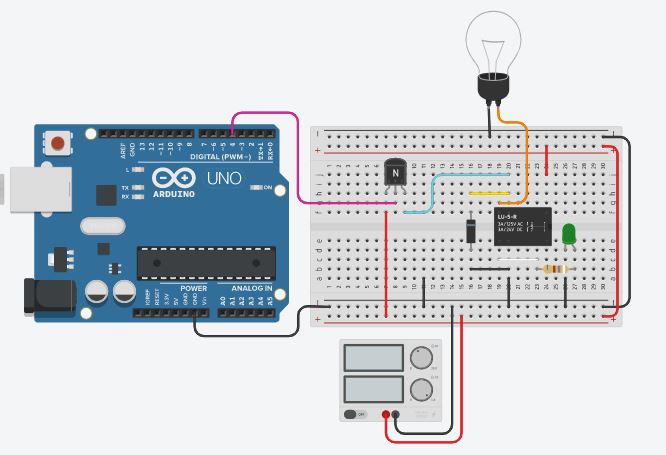 AREF
GND
13
12
~11
~10
~9
8
7
~6
~5
4
~3
2
TX→1
RX←0
DIGITAL (PWM~)
L
TX
RX
ARDUINO
UNO
ON
POWER
ANALOG IN
IOREF
RESET
3.3V
5V
GND
GND
Vin
A0
A1
A2
A3
A4
A5
N
LU-5-R
3A/125V AC
3A/24V DC
OFF